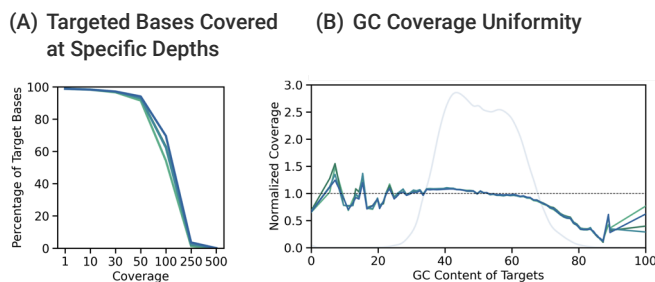 (A) Targeted Bases Covered
at Specific Depths
(B) GC Coverage Uniformity
Percentage of Target Bases
100
80
60
40
20
0
1 10 30 50 100 250 500
Coverage
Normalized Coverage
3.0
2.5
2.0
1.5
1.0
0.5
0.0
0 20 40 60 80 100
GC Content of Targets